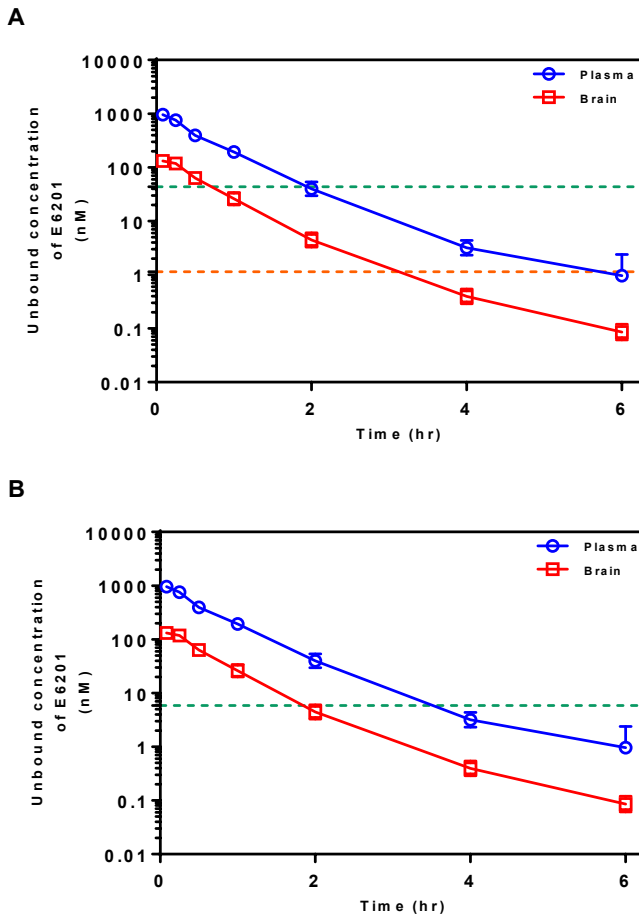 A
Unbound concentration
of E6201
(nM)
10000
1000
100
10
1
0.1
0.01
Plasma
Brain
0
2
4
6
Time (hr)
B
Unbound concentration
of E6201
(nM)
10000
1000
100
10
1
0.1
0.01
Plasma
Brain
0
2
4
6
Time (hr)